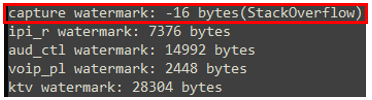 capture watermark:  -16 bytes(StackOverflow)
ipi_r watermark: 7376 bytes
aud_ctl watermark: 14992 bytes
voip_pl watermark: 2448 bytes
ktv watermark: 28304 bytes